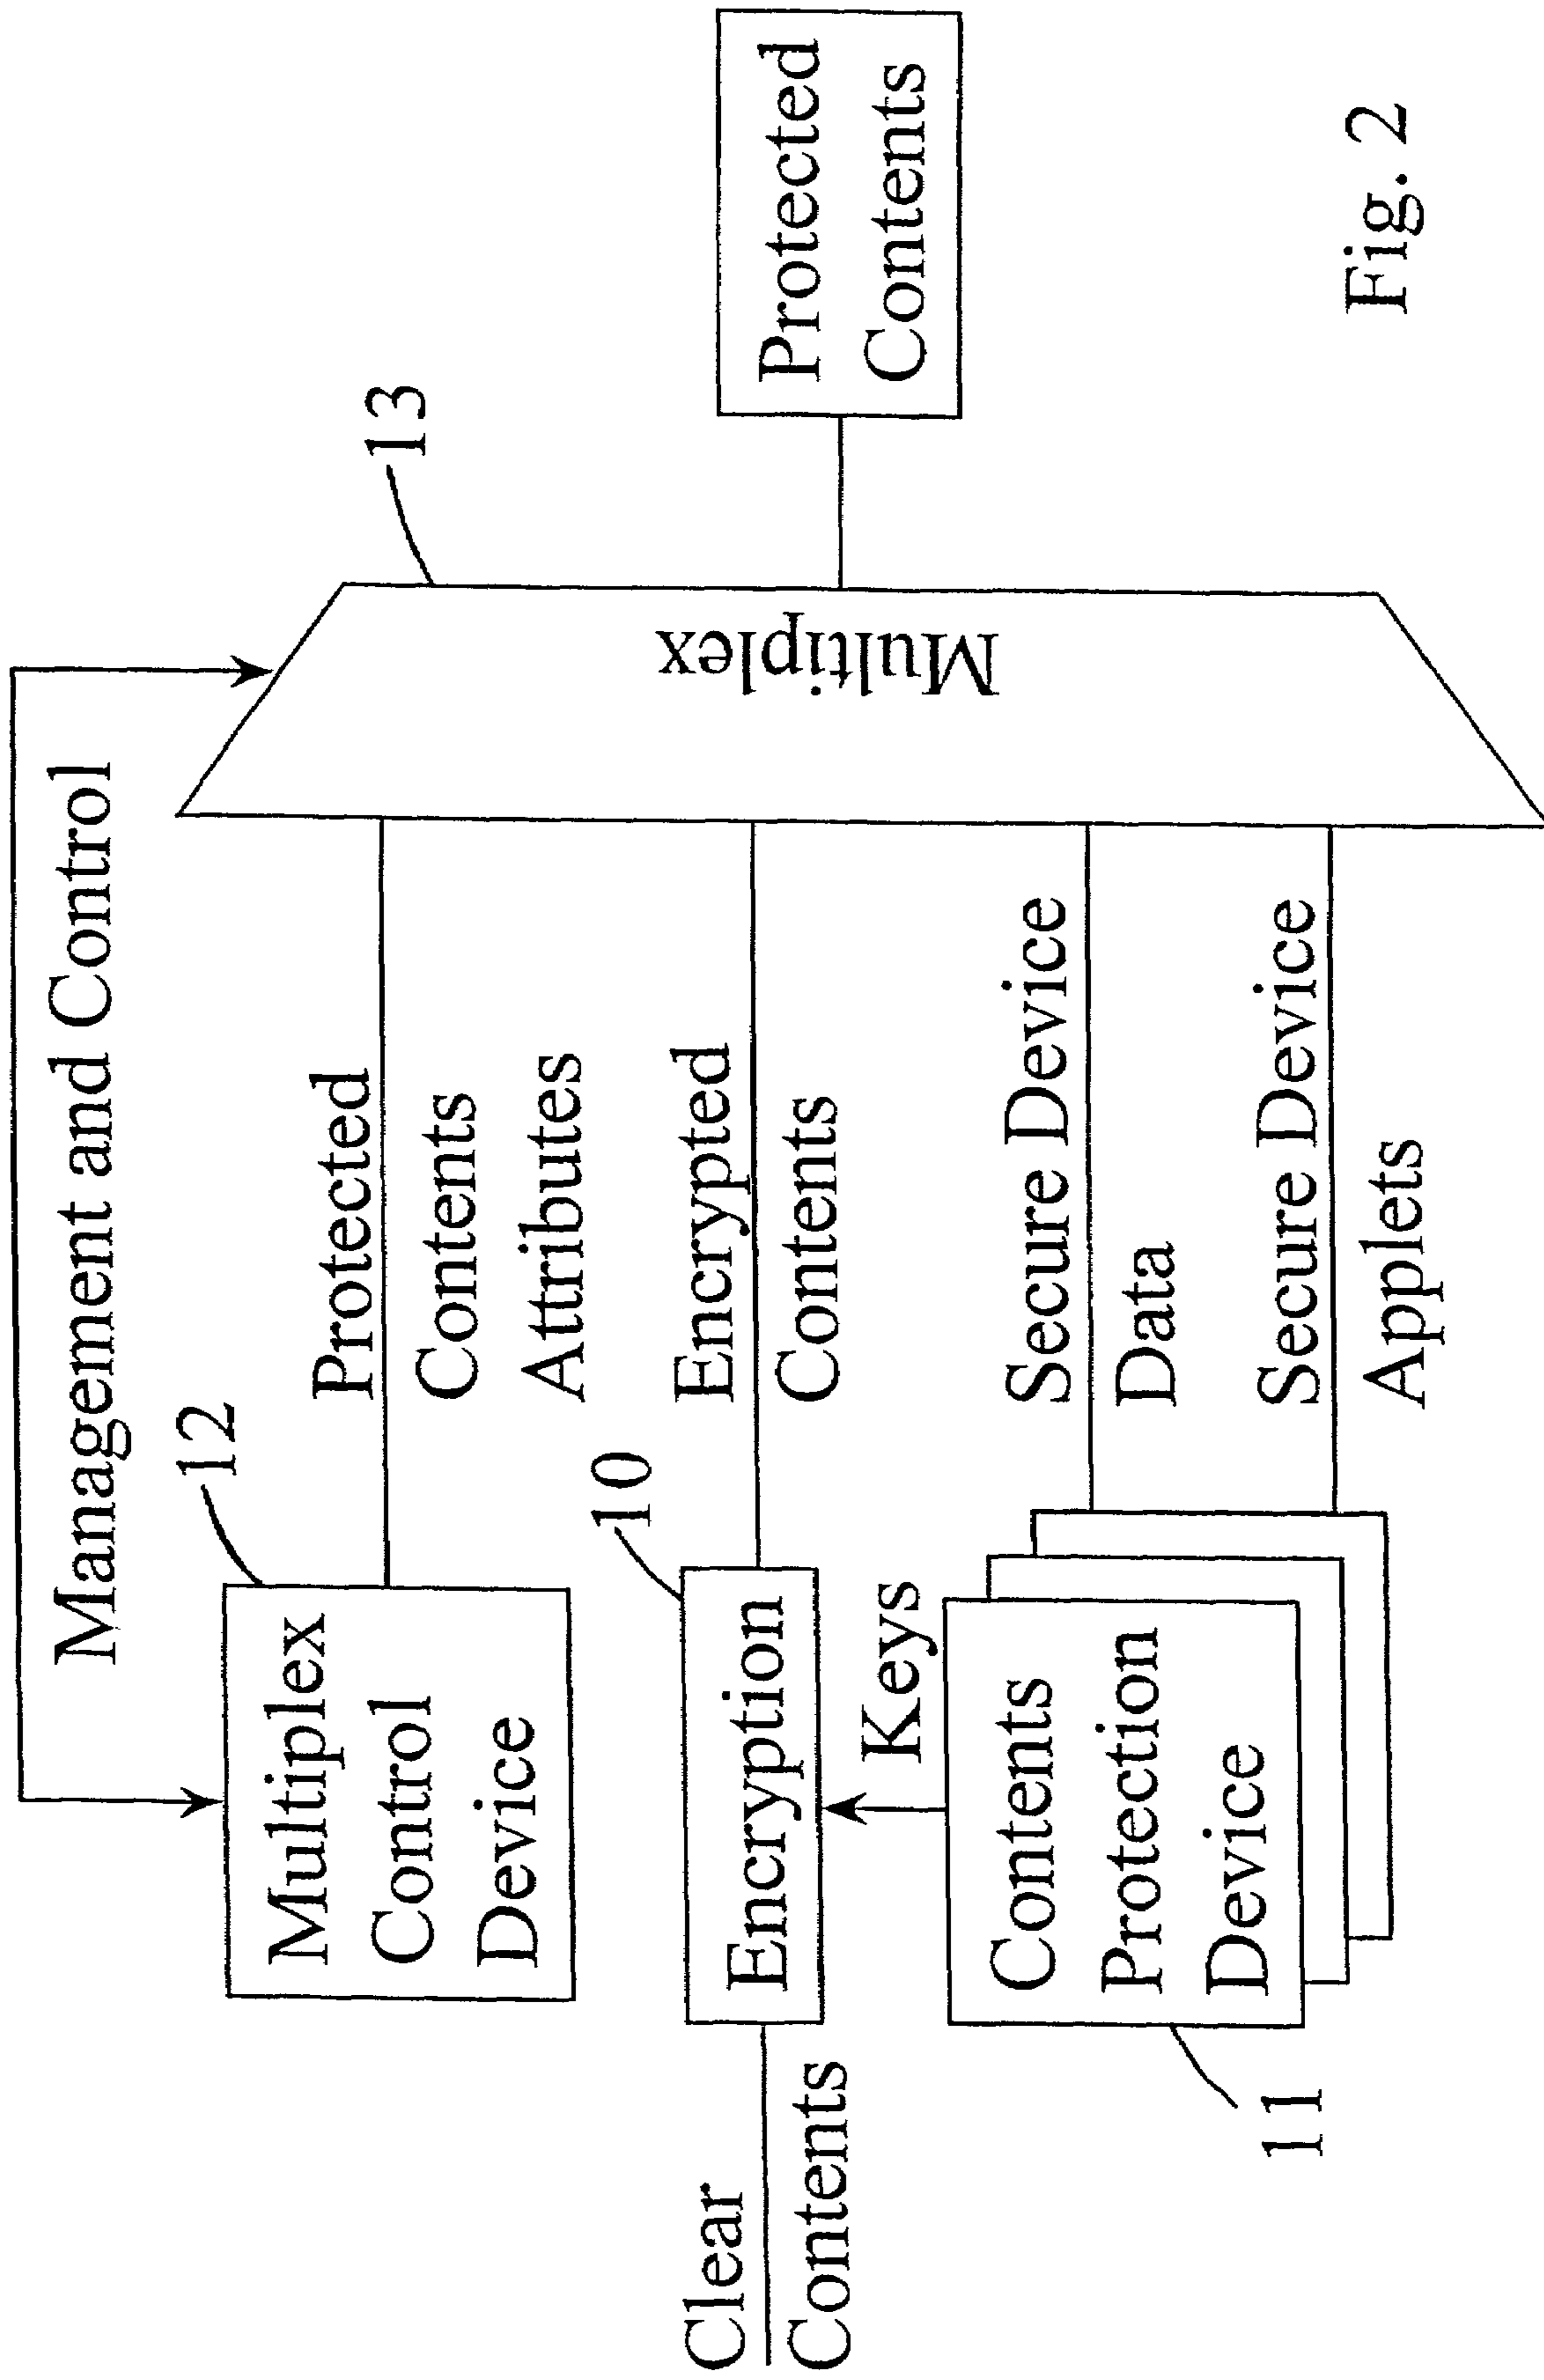 Management and Control
12
Multiplex
Control
Device
Protected
Contents
Attributes
13
Multiplex
10
Clear
Contents
Encryption
Encrypted
Contents
Protected
Contents
Keys
Contents
Protection
Device
11
Secure Device
Data
Secure Device
Applets
Fig. 2